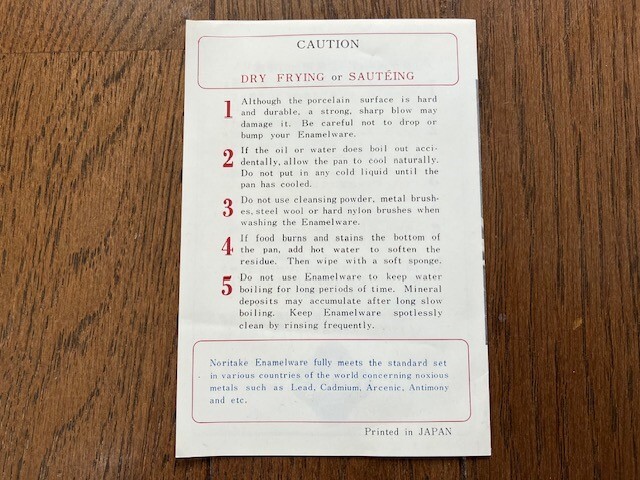 CAUTION
DRY FRYING or SAUTÉING
1 Although the porcelain surface is hard
and durable, a strong, sharp blow may
damage it. Be careful not to drop or
bump your Enamelware.
2 If the oil or water does boil out acci-
dentally, allow the pan to cool naturally.
Do not put in any cold liquid until the
pan has cooled.
3 Do not use cleansing powder, metal brush-
es, steel wool or hard nylon brushes when
washing the Enamelware.
4 If food burns and stains the bottom of
the pan, add hot water to soften the
residue. Then wipe with a soft sponge.
5 Do not use Enamelware to keep water
boiling for long periods of time. Mineral
deposits may accumulate after long slow
boiling. Keep Enamelware spotlessly
clean by rinsing frequently.
Noritake Enamelware fully meets the standard set
in various countries of the world concerning noxious
metals such as Lead, Cadmium, Arcenic, Antimony
and etc.
Printed in JAPAN